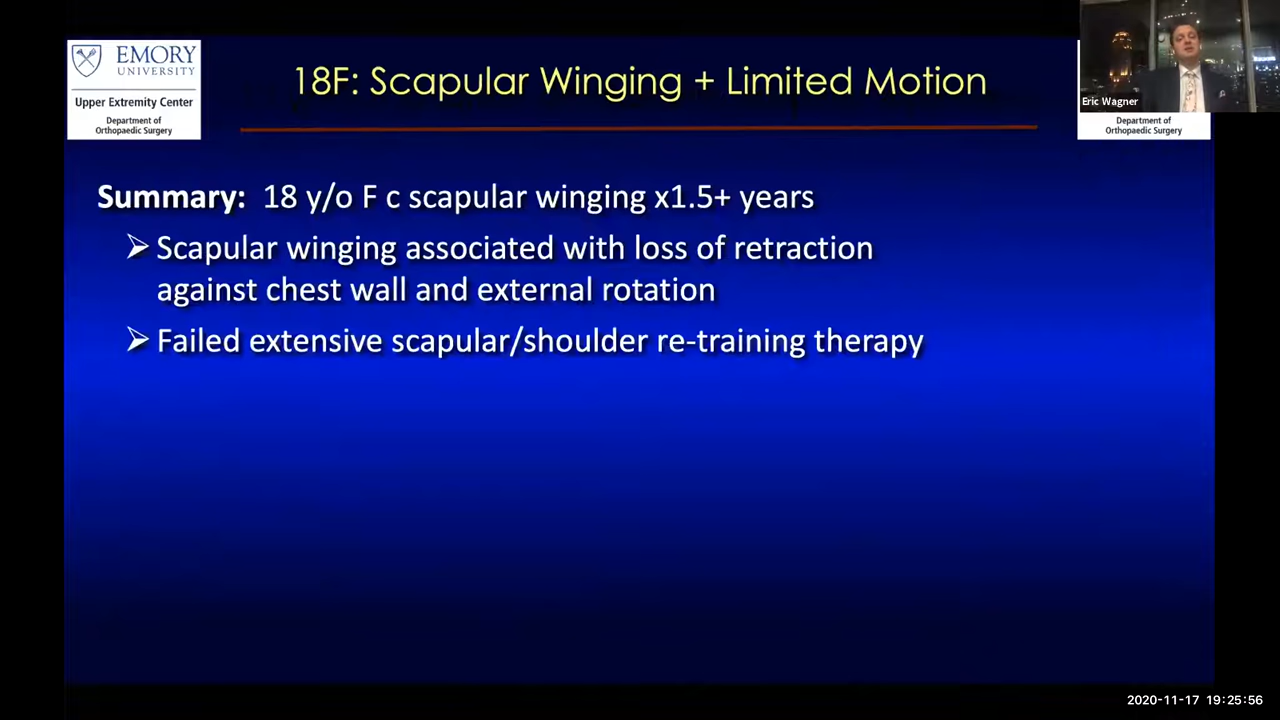 EMORY
UNIVERSITY
Upper Extremity Center
Department of
Orthopaedic Surgery
18F: Scapular Winging + Limited Motion
Eric Wagner
Department of
Orthopaedic Surgery
Summary: 18 y/o F c scapular winging x1.5+ years
➢ Scapular winging associated with loss of retraction
against chest wall and external rotation
➢ Failed extensive scapular/shoulder re-training therapy
2020-11-17 19:25:56